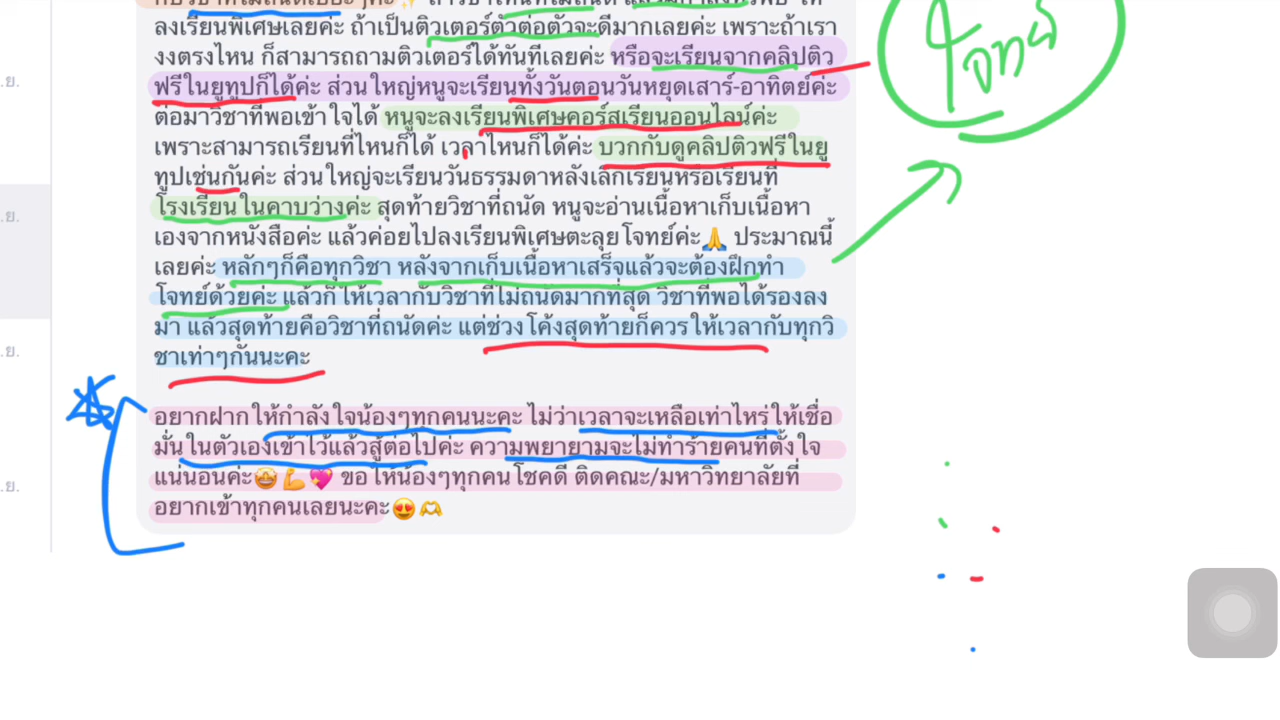 ลงเรียนพิเศษเลยค่ะ ถ้าเป็นติวเตอร์ตัวต่อตัวจะดีมากเลยค่ะ เพราะถ้าเรา
งงตรงไหน ก็สามารถถามติวเตอร์ได้ทันทีเลยค่ะ หรือจะเรียนจากคลิปติว
ฟรีในยูทูปก็ได้ค่ะ ส่วนใหญ่หนูจะเรียนทั้งวันตอนวันหยุดเสาร์-อาทิตย์ค่ะ
ต่อมาวิชาที่พอเข้าใจได้ หนูจะลงเรียนพิเศษคอร์สเรียนออนไลน์ค่ะ
เพราะสามารถเรียนที่ไหนก็ได้ เวลาไหนก็ได้ค่ะ บวกกับดูคลิปติวฟรีในยู
ทูปเช่นกันค่ะ ส่วนใหญ่จะเรียนวันธรรมดาหลังเลิกเรียนหรือเรียนที่
โรงเรียนในคาบว่างค่ะ สุดท้ายวิชาที่ถนัด หนูจะอ่านเนื้อหาเก็บเนื้อหา
เองจากหนังสือค่ะ แล้วค่อยไปลงเรียนพิเศษตะลุยโจทย์ค่ะ🙏 ประมาณนี้
เลยค่ะ หลักๆก็คือทุกวิชา หลังจากเก็บเนื้อหาเสร็จแล้วจะต้องฝึกทำ
โจทย์ด้วยค่ะ แล้วก็ให้เวลากับวิชาที่ไม่ถนัดมากที่สุด วิชาที่พอได้รองลง
มา แล้วสุดท้ายคือวิชาที่ถนัดค่ะ แต่ช่วงโค้งสุดท้ายก็ควรให้เวลากับทุกวิ
ชาเท่าๆกันนะคะ
อยากฝากให้กำลังใจน้องๆทุกคนนะคะ ไม่ว่าเวลาจะเหลือเท่าไหร่ให้เชื่อ
มั่นในตัวเองเข้าไว้แล้วสู้ต่อไปค่ะ ความพยายามจะไม่ทำร้ายคนที่ตั้งใจ
แน่นอนค่ะ🤩💪💖 ขอให้น้องๆทุกคนโชคดี ติดคณะ/มหาวิทยาลัยที่
อยากเข้าทุกคนเลยนะคะ😍🫶
โจทย์
ย.
ย.
ย.
ย.